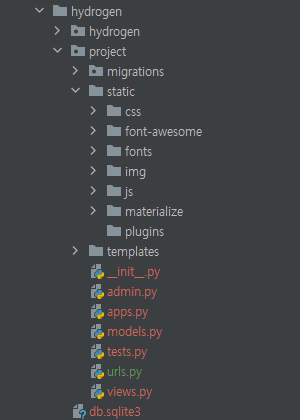 hydrogen
hydrogen
project
migrations
static
css
font-awesome
fonts
img
js
materialize
plugins
templates
__init__.py
admin.py
apps.py
models.py
tests.py
urls.py
views.py
db.sqlite3